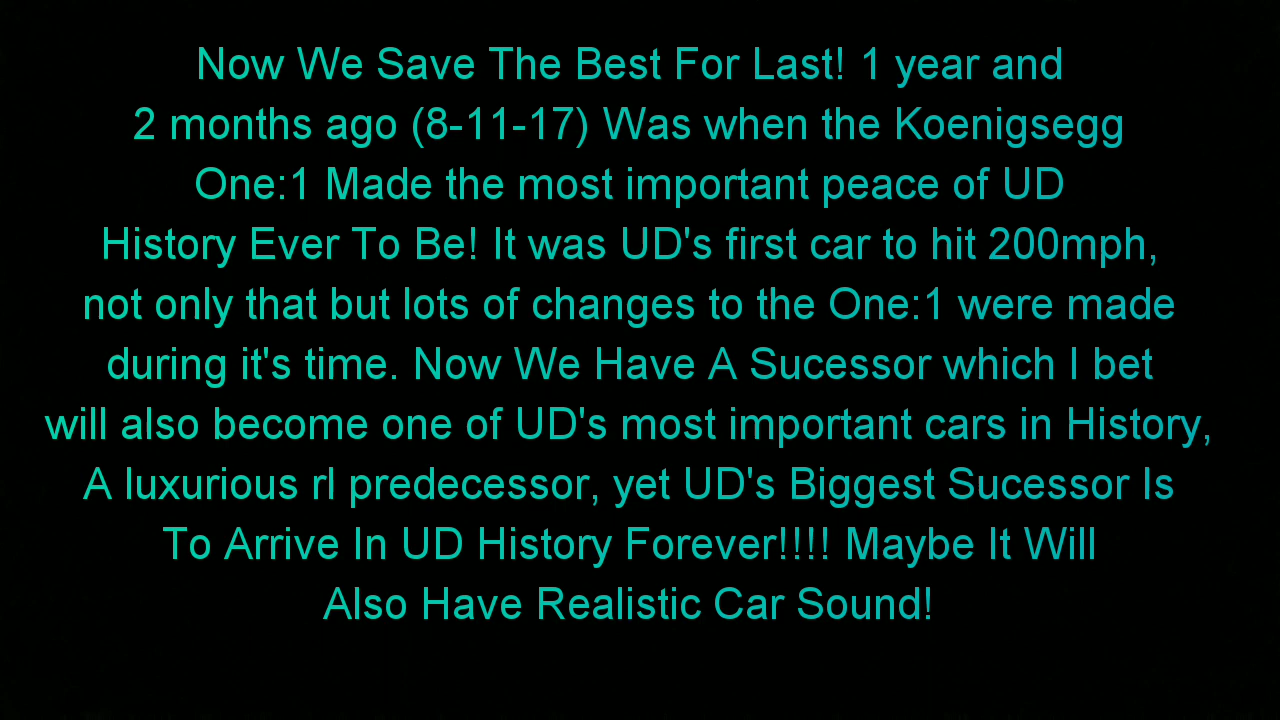 Now We Save The Best For Last! 1 year and
2 months ago (8-11-17) Was when the Koenigsegg
One:1 Made the most important peace of UD
History Ever To Be! It was UD's first car to hit 200mph,
not only that but lots of changes to the One:1 were made
during it's time. Now We Have A Sucessor which I bet
will also become one of UD's most important cars in History,
A luxurious rl predecessor, yet UD's Biggest Sucessor Is
To Arrive In UD History Forever!!!! Maybe It Will
Also Have Realistic Car Sound!